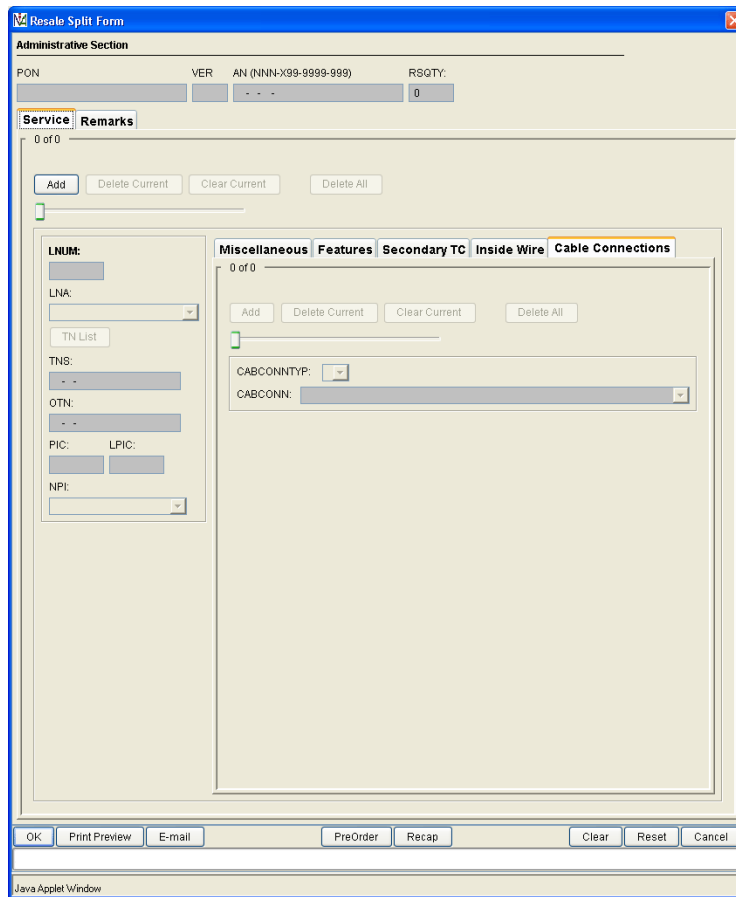 Resale Split Form
Administrative Section
PON VER AN (NNN-X99-9999-999) RSQTY:
- - - 0
Service Remarks
0 of 0
Add Delete Current Clear Current Delete All
LNUM:
LNA:
TN List
TNS:
- -
OTN:
- -
PIC: LPIC:
NPI:
Miscellaneous Features Secondary TC Inside Wire Cable Connections
0 of 0
Add Delete Current Clear Current Delete All
CABCONNTYP:
CABCONN:
OK Print Preview E-mail PreOrder Recap Clear Reset Cancel
Java Applet Window